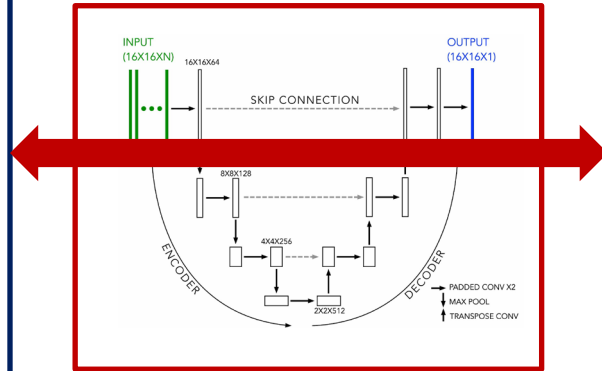 INPUT
(16X16XN)
OUTPUT
(16X16X1)
16X16X64
SKIP CONNECTION
8X8X128
4X4X256
2X2X512
ENCODER
DECODER
PADDED CONV X2
MAX POOL
TRANSPOSE CONV